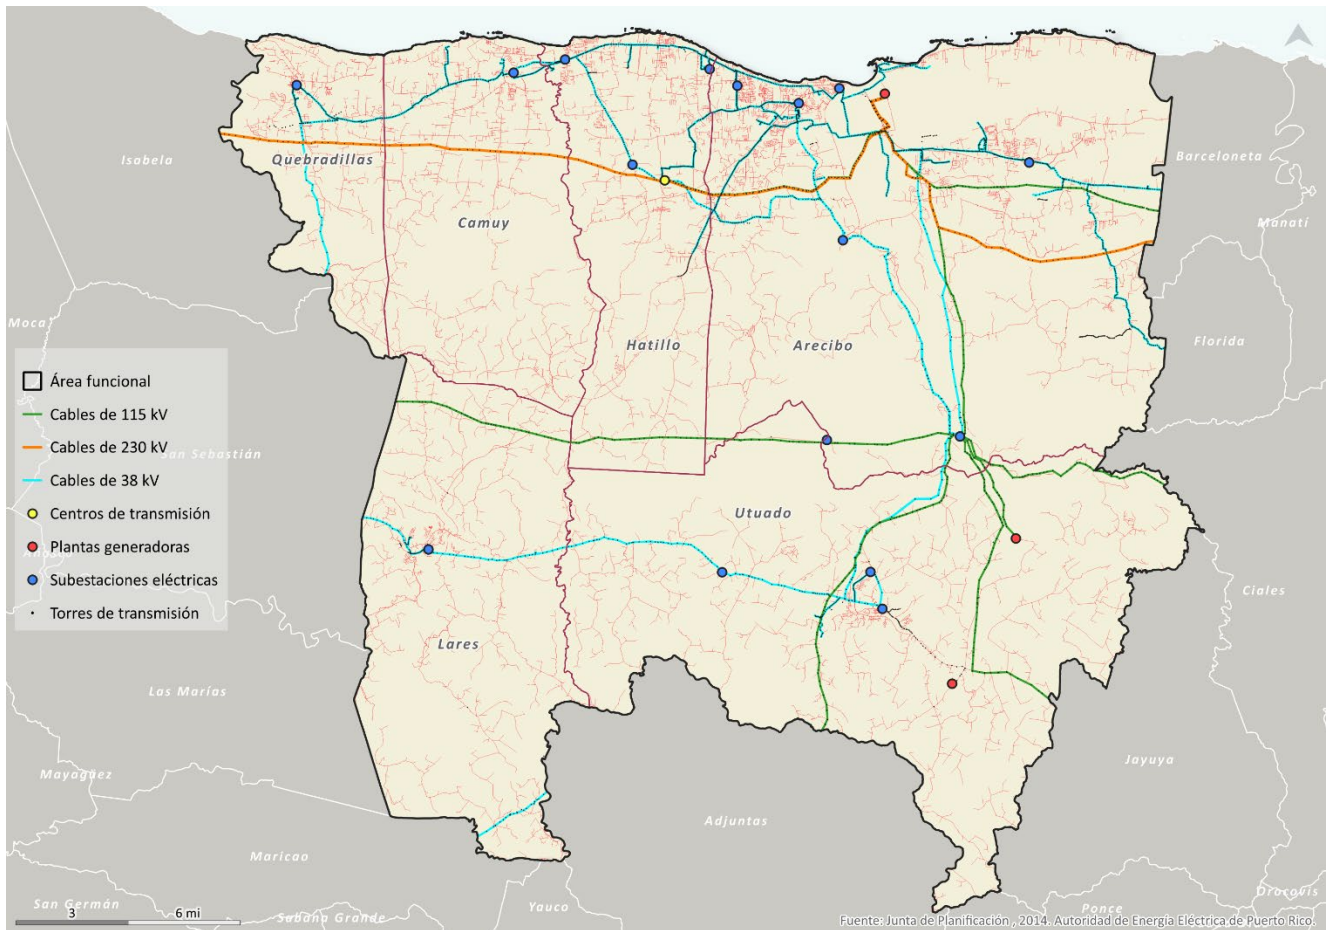 Isabela
Quebradillas
Barceloneta
Camuy
Manatí
Moca
Hatillo
Arecibo
Florida
Área funcional
Cables de 115 kV
Cables de 230 kV
San Sebastián
Cables de 38 kV
Centros de transmisión
Utuado
Plantas generadoras
Subestaciones eléctricas
Ciales
Torres de transmisión
Lares
Las Marías
Mayagüez
Jayuya
Adjuntas
Maricao
San Germán
Sabana Grande
Yauco
Ponce
Orocovis
3 6 mi
Fuente: Junta de Planificación , 2014. Autoridad de Energía Eléctrica de Puerto Rico.